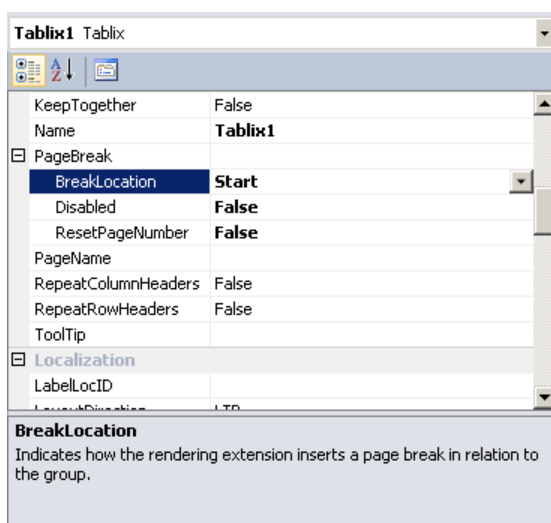 Tablix1 Tablix
KeepTogether False
Name Tablix1
PageBreak
BreakLocation Start
Disabled False
ResetPageNumber False
PageName
RepeatColumnHeaders False
RepeatRowHeaders False
ToolTip
Localization
LabelLocID
BreakLocation
Indicates how the rendering extension inserts a page break in relation to
the group.